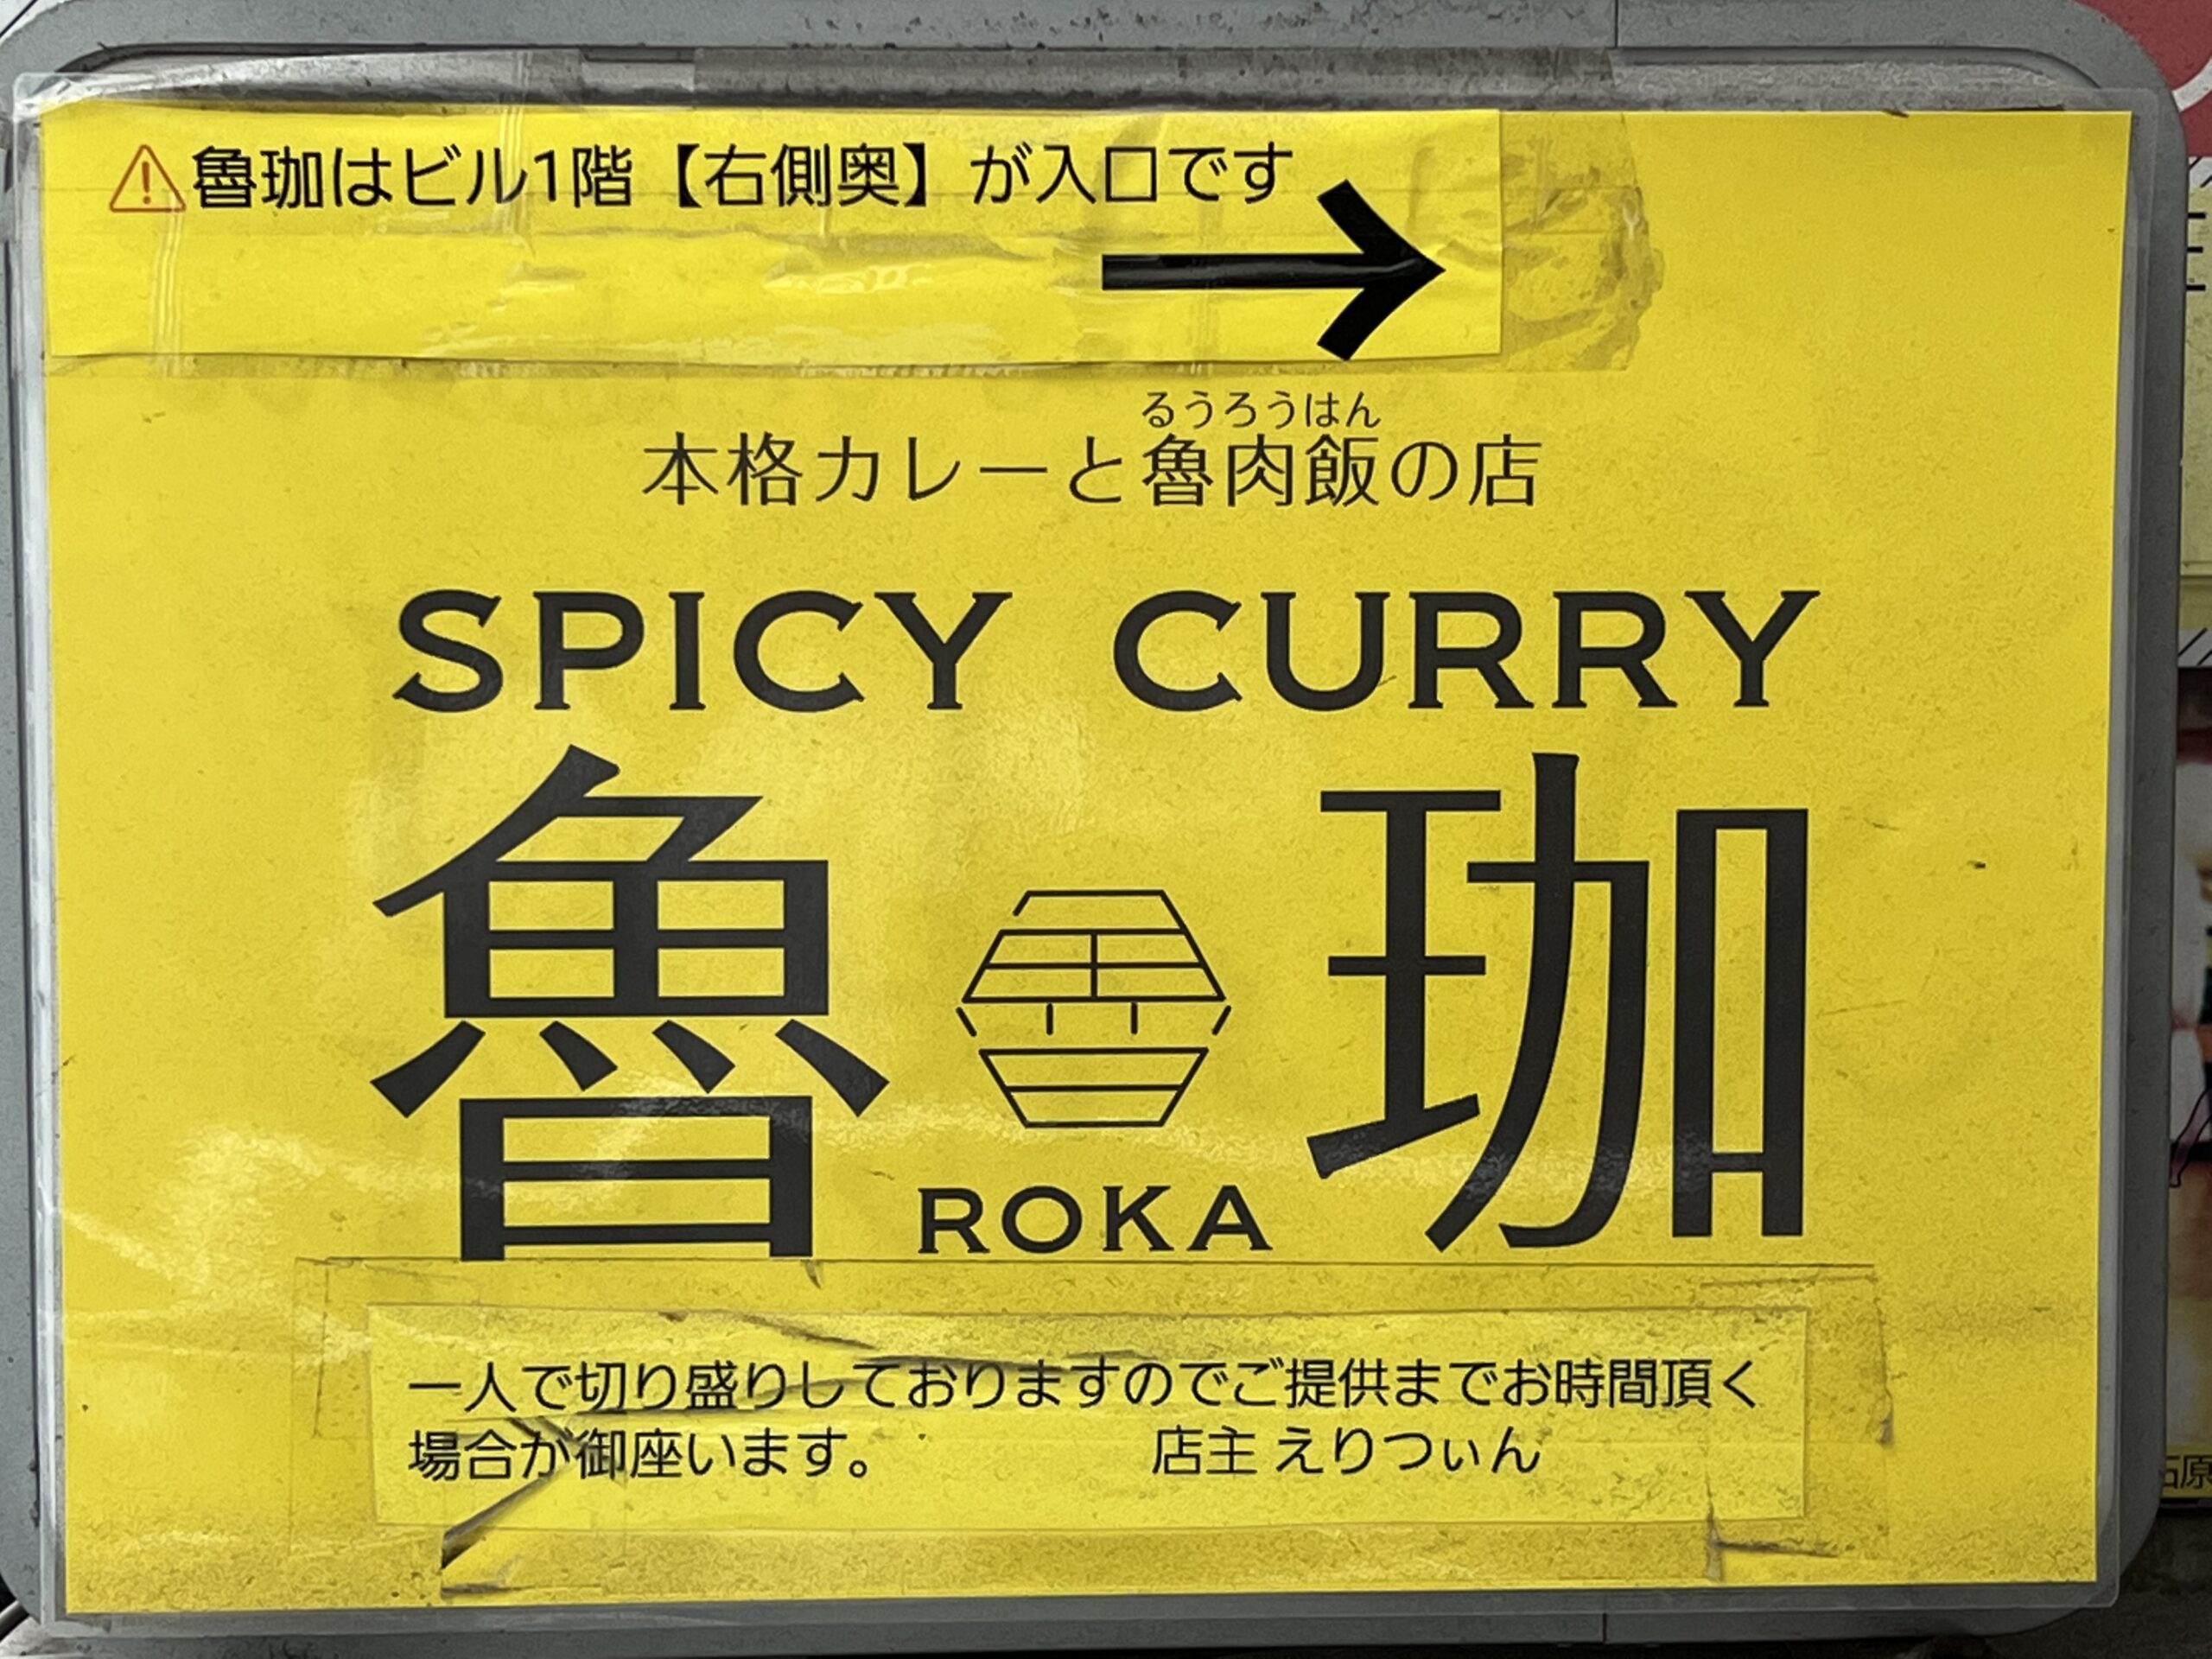 ⚠魯珈はビル1階【右側奥】が入口です
→
るうろうはん
本格カレーと魯肉飯の店
SPICY CURRY
魯珈
ROKA
一人で切り盛りしておりますのでご提供までお時間頂く
場合が御座います。 店主 えりつぃん
石原